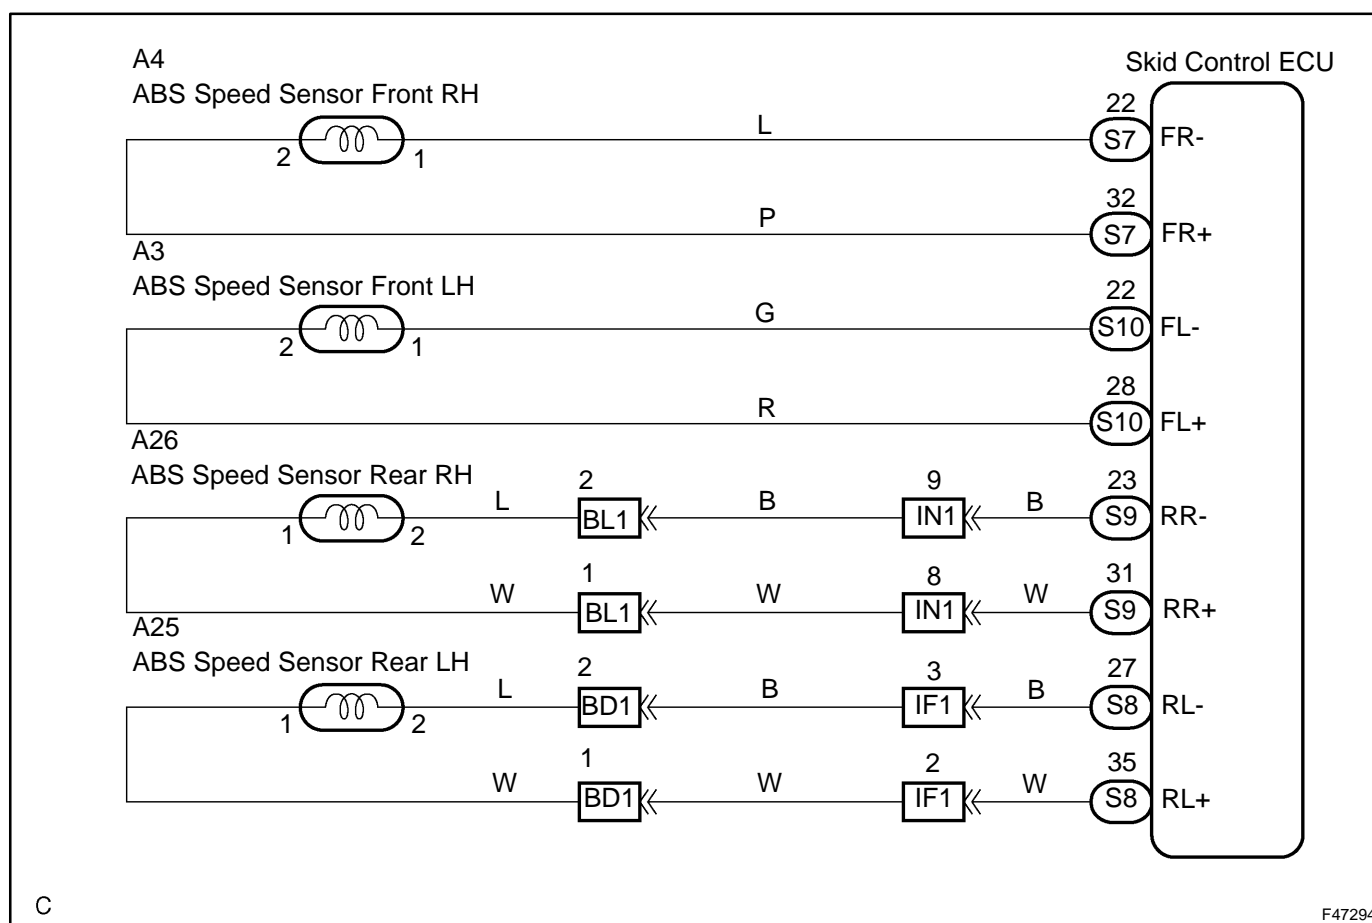 A4
Skid Control ECU
ABS Speed Sensor Front RH
22
L
S7 FR-
2 1
32
P
S7 FR+
A3
ABS Speed Sensor Front LH
22
G
S10 FL-
2 1
28
R
S10 FL+
A26
ABS Speed Sensor Rear RH
2 9 23
L B B
BL1 IN1 S9 RR-
1 2
1 8 31
W W W
BL1 IN1 S9 RR+
A25
ABS Speed Sensor Rear LH
2 3 27
L B B
BD1 IF1 S8 RL-
1 2
1 2 35
W W W
BD1 IF1 S8 RL+
C
F47294